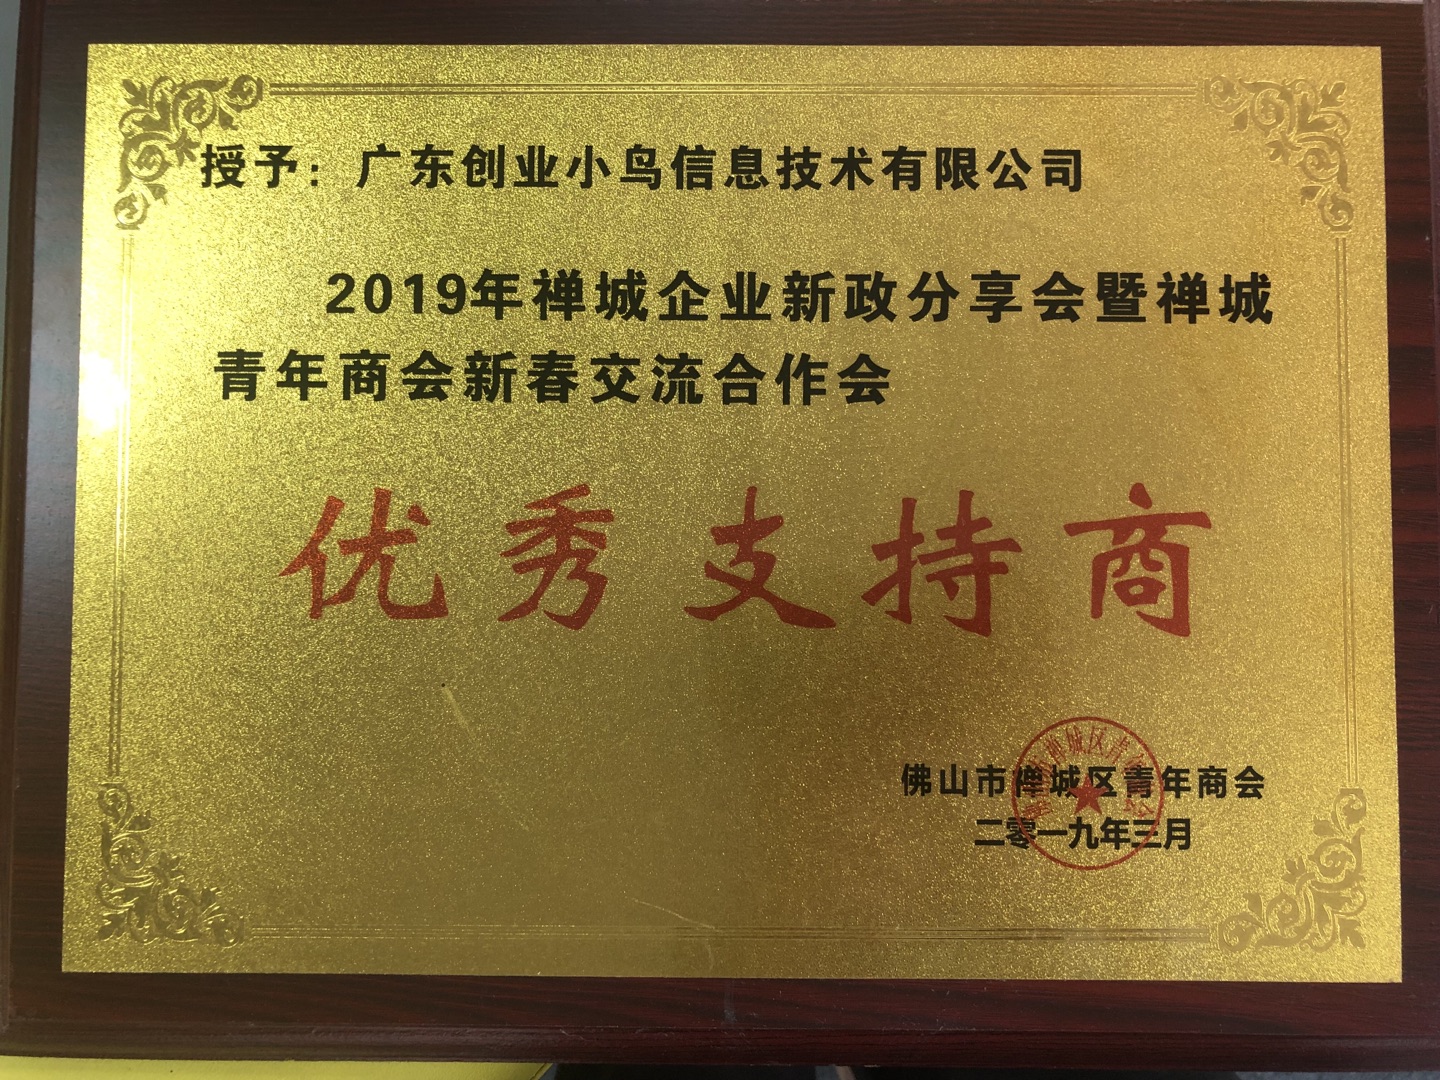 授予：广东创业小鸟信息技术有限公司
2019年禅城企业新政分享会暨禅城
青年商会新春交流合作会
优秀支持商
佛山市禅城区青年商会
二零一九年三月